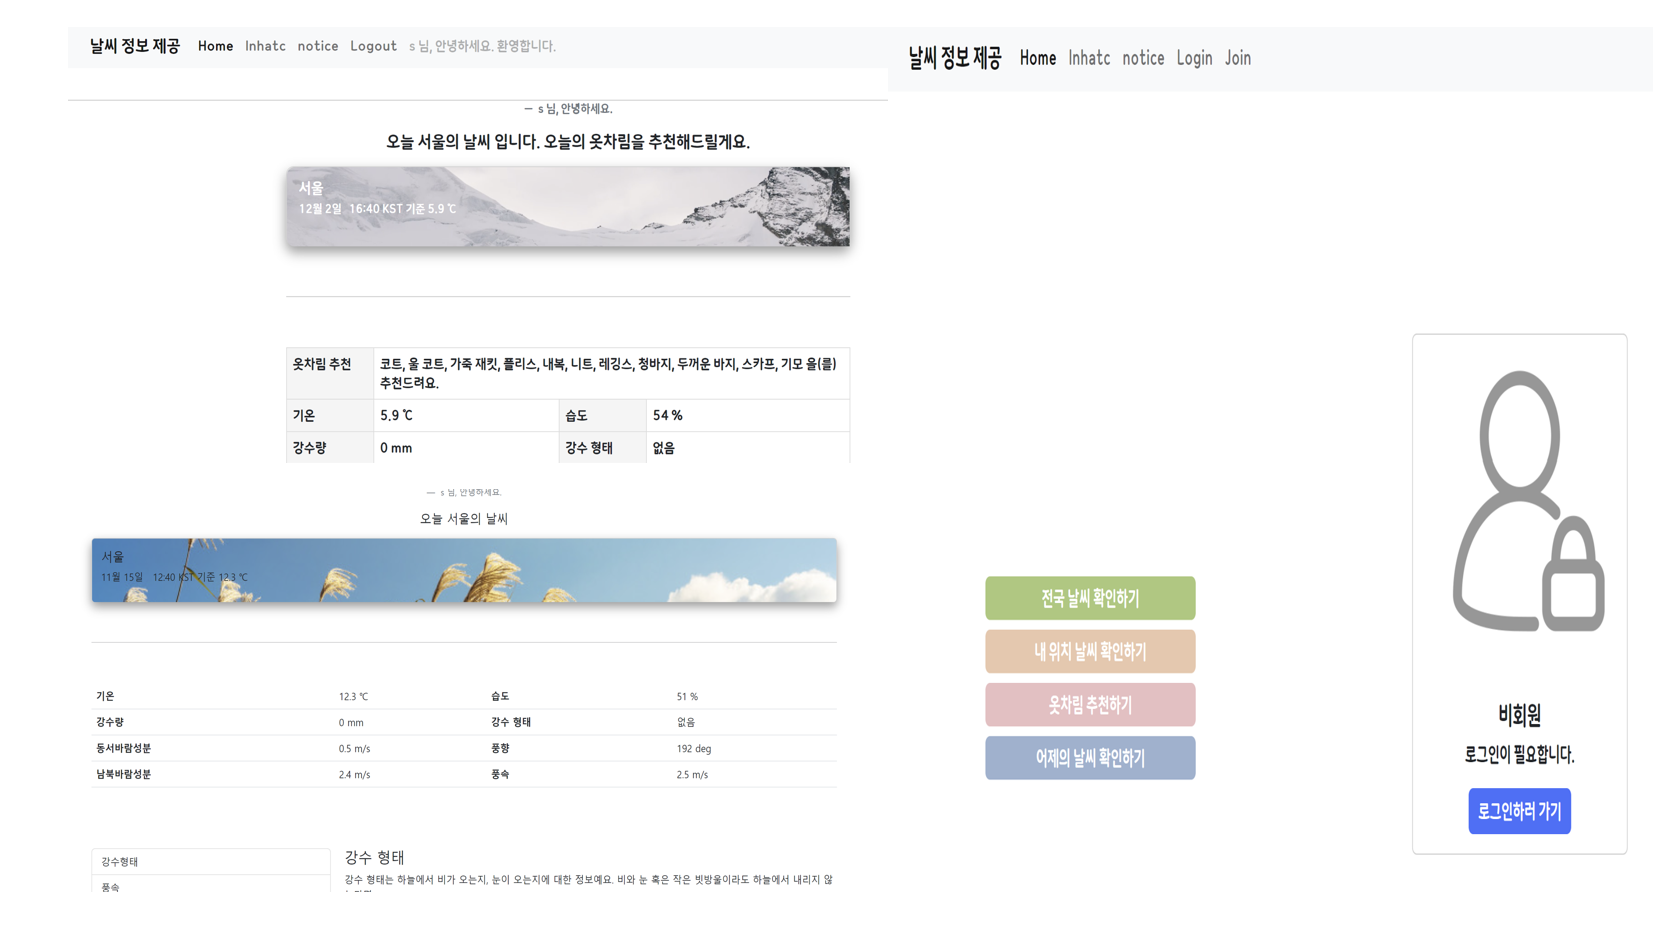 날씨 정보 제공 Home Inhatc notice Logout s 님, 안녕하세요. 환영합니다.
— s 님, 안녕하세요.
오늘 서울의 날씨 입니다. 오늘의 옷차림을 추천해드릴게요.
서울
12월 2일 16:40 KST 기준 5.9 ℃
옷차림 추천 코트, 울 코트, 가죽 재킷, 플리스, 내복, 니트, 레깅스, 청바지, 두꺼운 바지, 스카프, 기모 을(를)
추천드려요.
기온 5.9 ℃ 습도 54 %
강수량 0 mm 강수 형태 없음
— s 님, 안녕하세요.
오늘 서울의 날씨
서울
11월 15일 12:40 KST 기준 12.3 ℃
기온 12.3 ℃ 습도 51 %
강수량 0 mm 강수 형태 없음
동서바람성분 0.5 m/s 풍향 192 deg
남북바람성분 2.4 m/s 풍속 2.5 m/s
강수형태
풍속
강수 형태
강수 형태는 하늘에서 비가 오는지, 눈이 오는지에 대한 정보예요. 비와 눈 혹은 작은 빗방울이라도 하늘에서 내리지 않
날씨 정보 제공 Home Inhatc notice Login Join
전국 날씨 확인하기
내 위치 날씨 확인하기
옷차림 추천하기
어제의 날씨 확인하기
비회원
로그인이 필요합니다.
로그인하러 가기